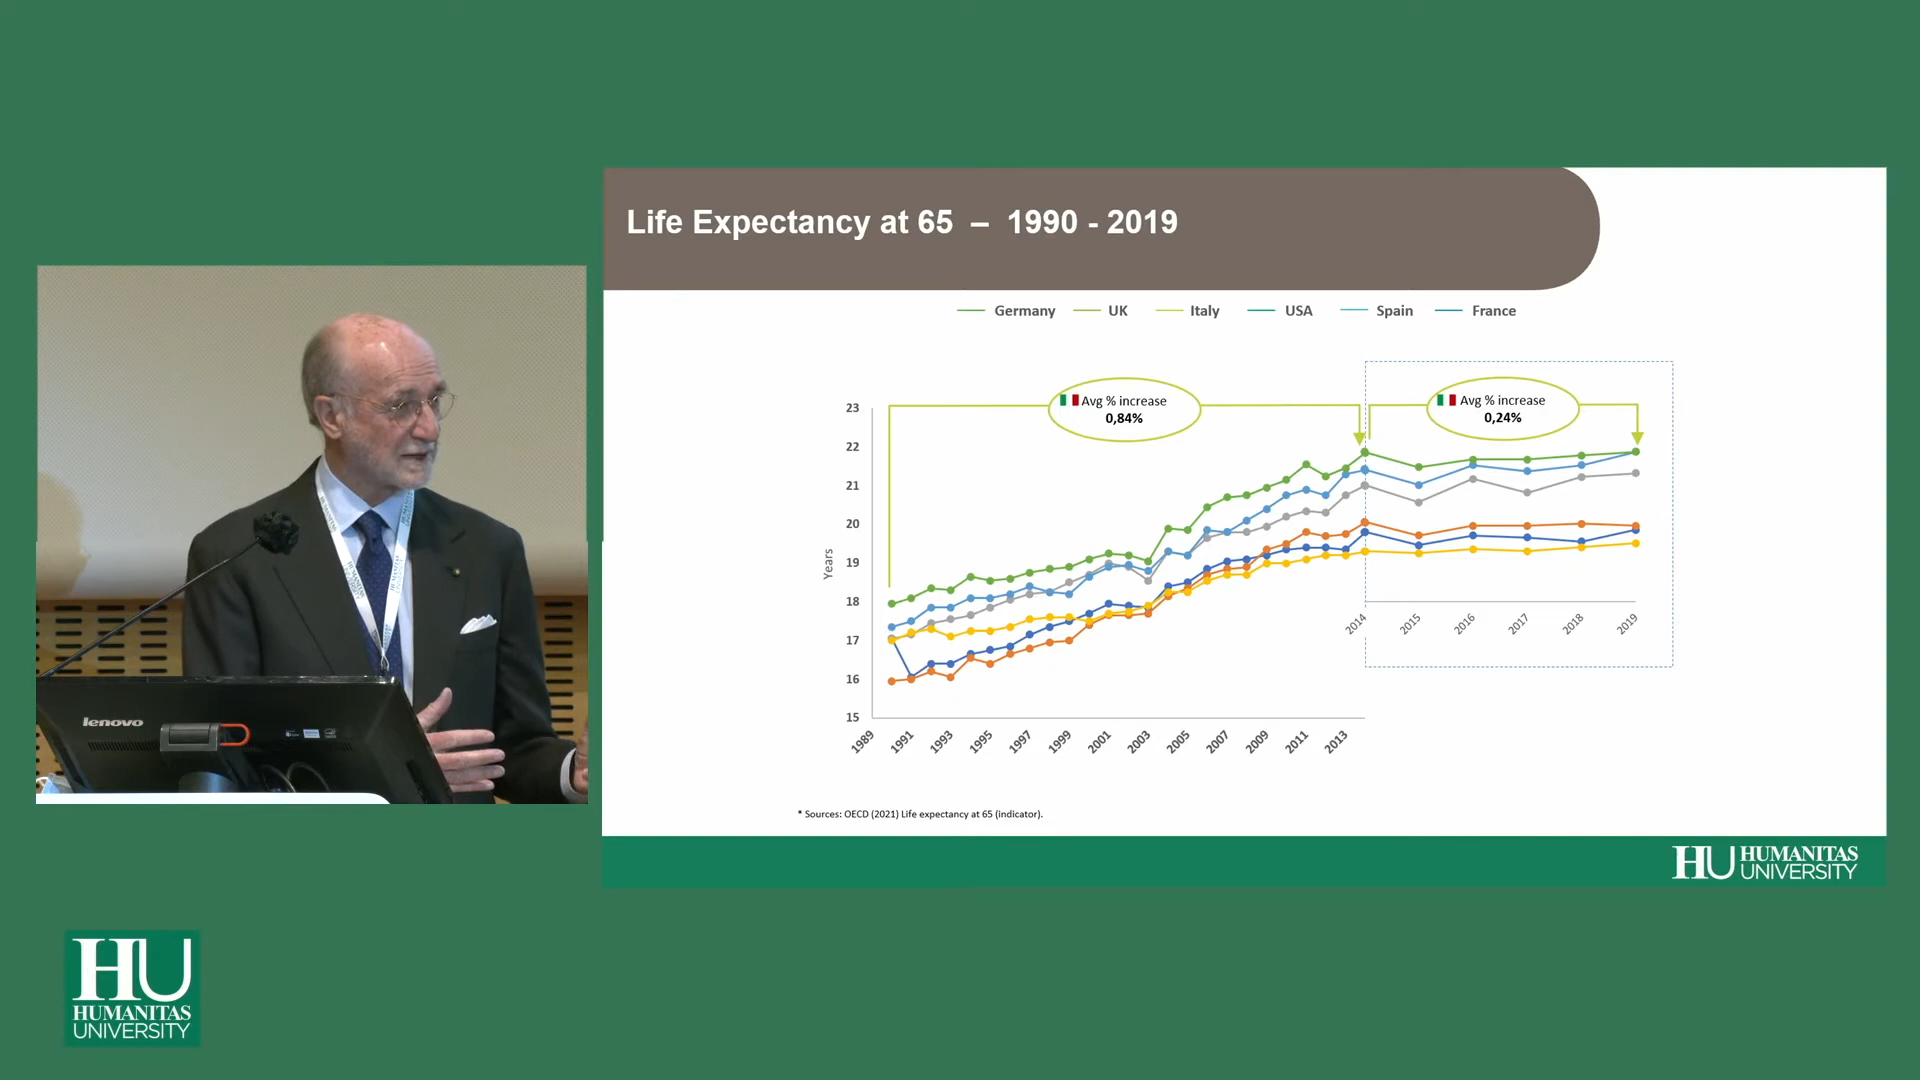 Life Expectancy at 65 – 1990 - 2019
Germany UK Italy USA Spain France
Avg % increase
0,84%
Avg % increase
0,24%
Years
23
22
21
20
19
18
17
16
15
1989 1991 1993 1995 1997 1999 2001 2003 2005 2007 2009 2011 2013
2014 2015 2016 2017 2018 2019
* Sources: OECD (2021) Life expectancy at 65 (indicator).
HU HUMANITAS
UNIVERSITY
lenovo
HUMANITAS
HU
HUMANITAS
UNIVERSITY